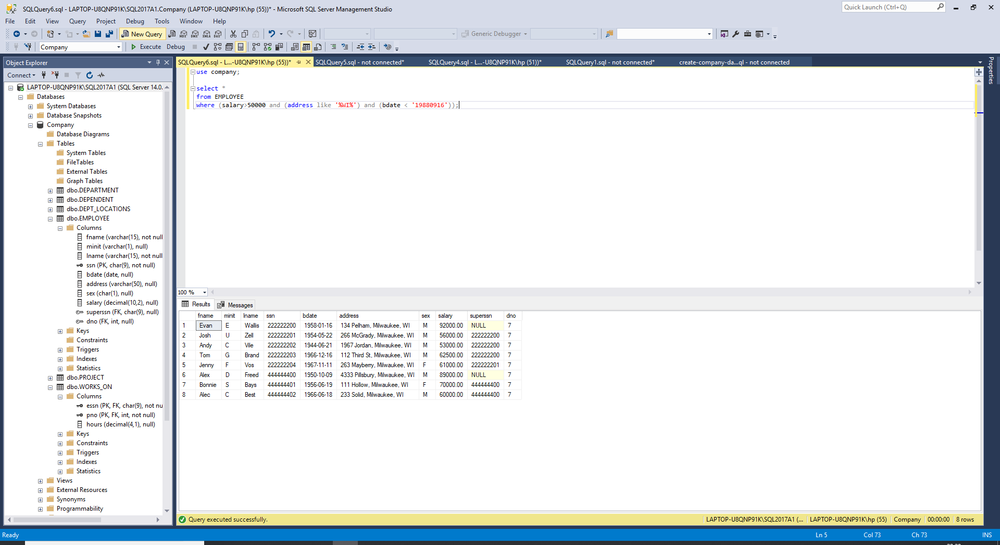 SQLQuery6.sql - LAPTOP-U8QNP91K\SQL2017A1.Company (LAPTOP-U8QNP91K\hp (55))* - Microsoft SQL Server Management Studio
Quick Launch (Ctrl+Q)
File Edit View Query Project Debug Tools Window Help
New Query MDX DMX XMLA DAX Generic Debugger
Company Execute Debug
Object Explorer
Connect
LAPTOP-U8QNP91K\SQL2017A1 (SQL Server 14.0.
Databases
System Databases
Database Snapshots
Company
Database Diagrams
Tables
System Tables
FileTables
External Tables
Graph Tables
dbo.DEPARTMENT
dbo.DEPENDENT
dbo.DEPT_LOCATIONS
dbo.EMPLOYEE
Columns
fname (varchar(15), not null
minit (varchar(1), null)
lname (varchar(15), not null
ssn (PK, char(9), not null)
bdate (date, null)
address (varchar(50), null)
sex (char(1), null)
salary (decimal(10,2), null)
superssn (FK, char(9), null)
dno (FK, int, null)
Keys
Constraints
Triggers
Indexes
Statistics
dbo.PROJECT
dbo.WORKS_ON
Columns
essn (PK, FK, char(9), not nu
pno (PK, FK, int, not null)
hours (decimal(4,1), null)
Keys
Constraints
Triggers
Indexes
Statistics
Views
External Resources
Synonyms
Programmability
SQLQuery6.sql - L...-U8QNP91K\hp (55))* SQLQuery5.sql - not connected* SQLQuery4.sql - L...-U8QNP91K\hp (51))* SQLQuery1.sql - not connected* create-company-da...ql - not connected
Properties
use company;
select *
from EMPLOYEE
where (salary>50000 and (address like '%WI%') and (bdate < '19880916'));
100 %
Results Messages
fname minit lname ssn bdate address sex salary superssn dno
1 Evan E Wallis 222222200 1958-01-16 134 Pelham, Milwaukee, WI M 92000.00 NULL 7
2 Josh U Zell 222222201 1954-05-22 266 McGrady, Milwaukee, WI M 56000.00 222222200 7
3 Andy C Vile 222222202 1944-06-21 1967 Jordan, Milwaukee, WI M 53000.00 222222200 7
4 Tom G Brand 222222203 1966-12-16 112 Third St, Milwaukee, WI M 62500.00 222222200 7
5 Jenny F Vos 222222204 1967-11-11 263 Mayberry, Milwaukee, WI F 61000.00 222222201 7
6 Alex D Freed 444444400 1950-10-09 4333 Pillsbury, Milwaukee, WI M 89000.00 NULL 7
7 Bonnie S Bays 444444401 1956-06-19 111 Hollow, Milwaukee, WI F 70000.00 444444400 7
8 Alec C Best 444444402 1966-06-18 233 Solid, Milwaukee, WI M 60000.00 444444400 7
Query executed successfully. LAPTOP-U8QNP91K\SQL2017A1 (... LAPTOP-U8QNP91K\hp (55) Company 00:00:00 8 rows
Ready Ln 5 Col 73 Ch 73 INS